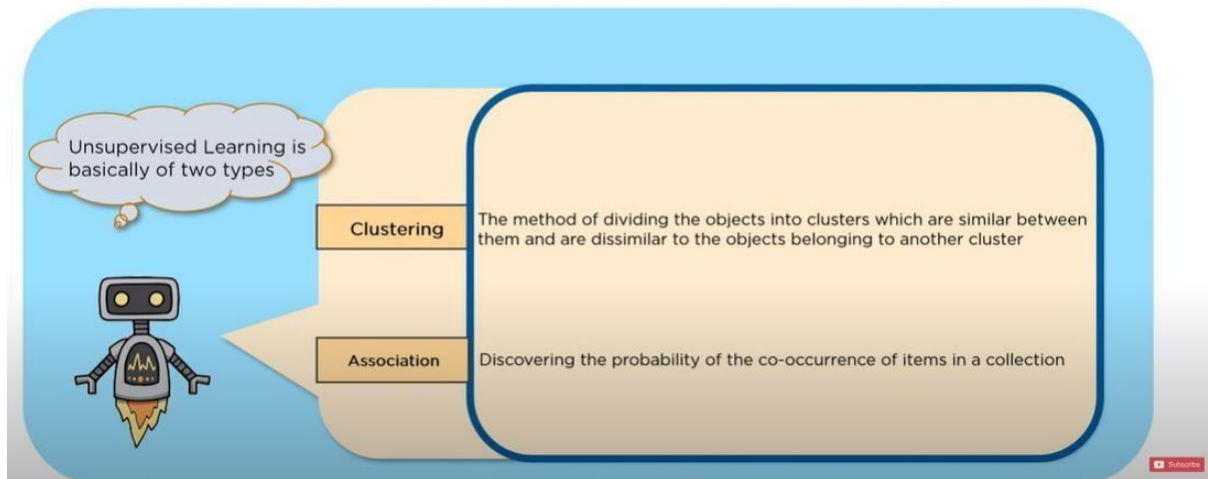 Unsupervised Learning is
basically of two types
Clustering
The method of dividing the objects into clusters which are similar between
them and are dissimilar to the objects belonging to another cluster
Association
Discovering the probability of the co-occurrence of items in a collection
Subscribe